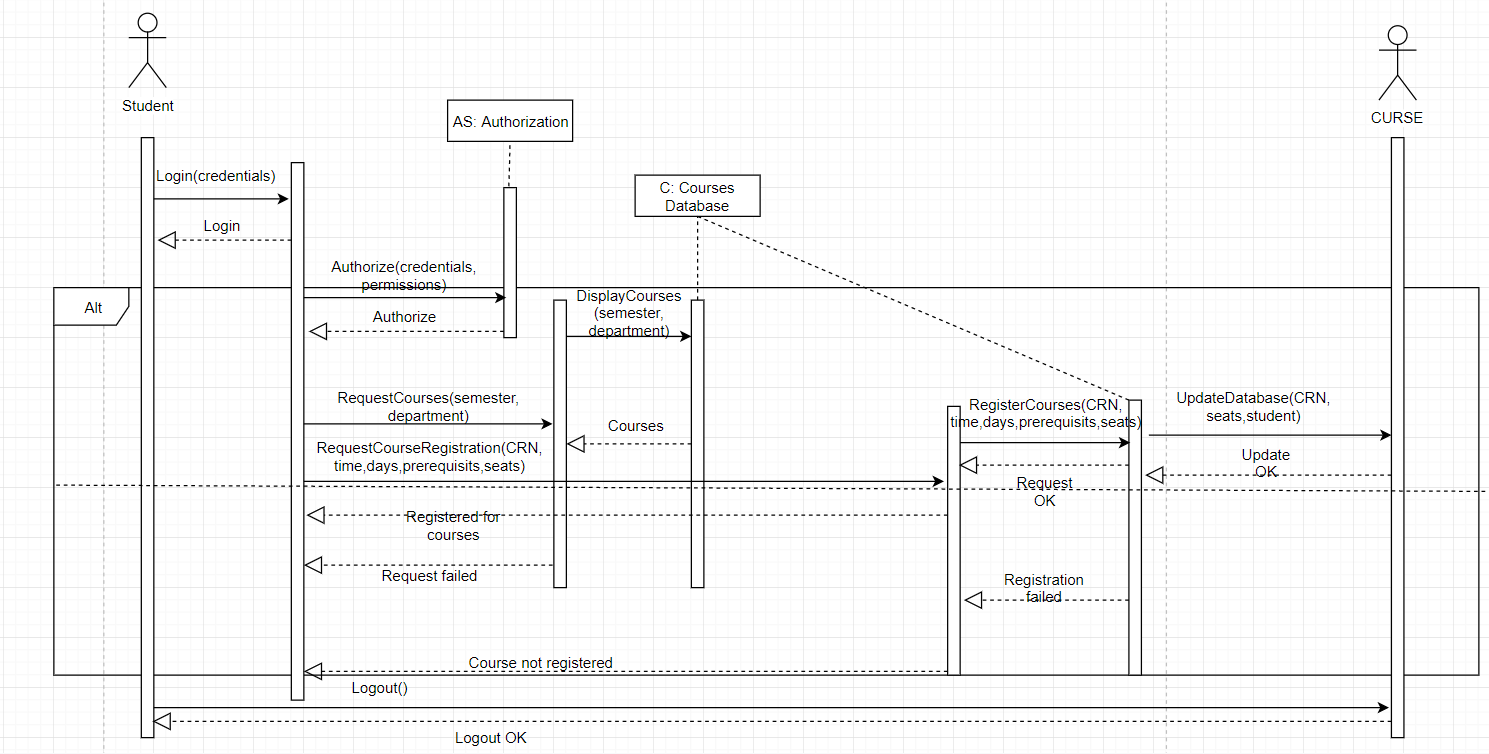 Student
CURSE
AS: Authorization
Login(credentials)
C: Courses
Database
Login
Authorize(credentials,
permissions)
Alt
DisplayCourses
(semester,
department)
Authorize
RequestCourses(semester,
department)
RegisterCourses(CRN,
time,days,prerequisits,seats)
UpdateDatabase(CRN,
seats,student)
Courses
RequestCourseRegistration(CRN,
time,days,prerequisits,seats)
Update
OK
Request
OK
Registered for
courses
Request failed
Registration
failed
Course not registered
Logout()
Logout OK